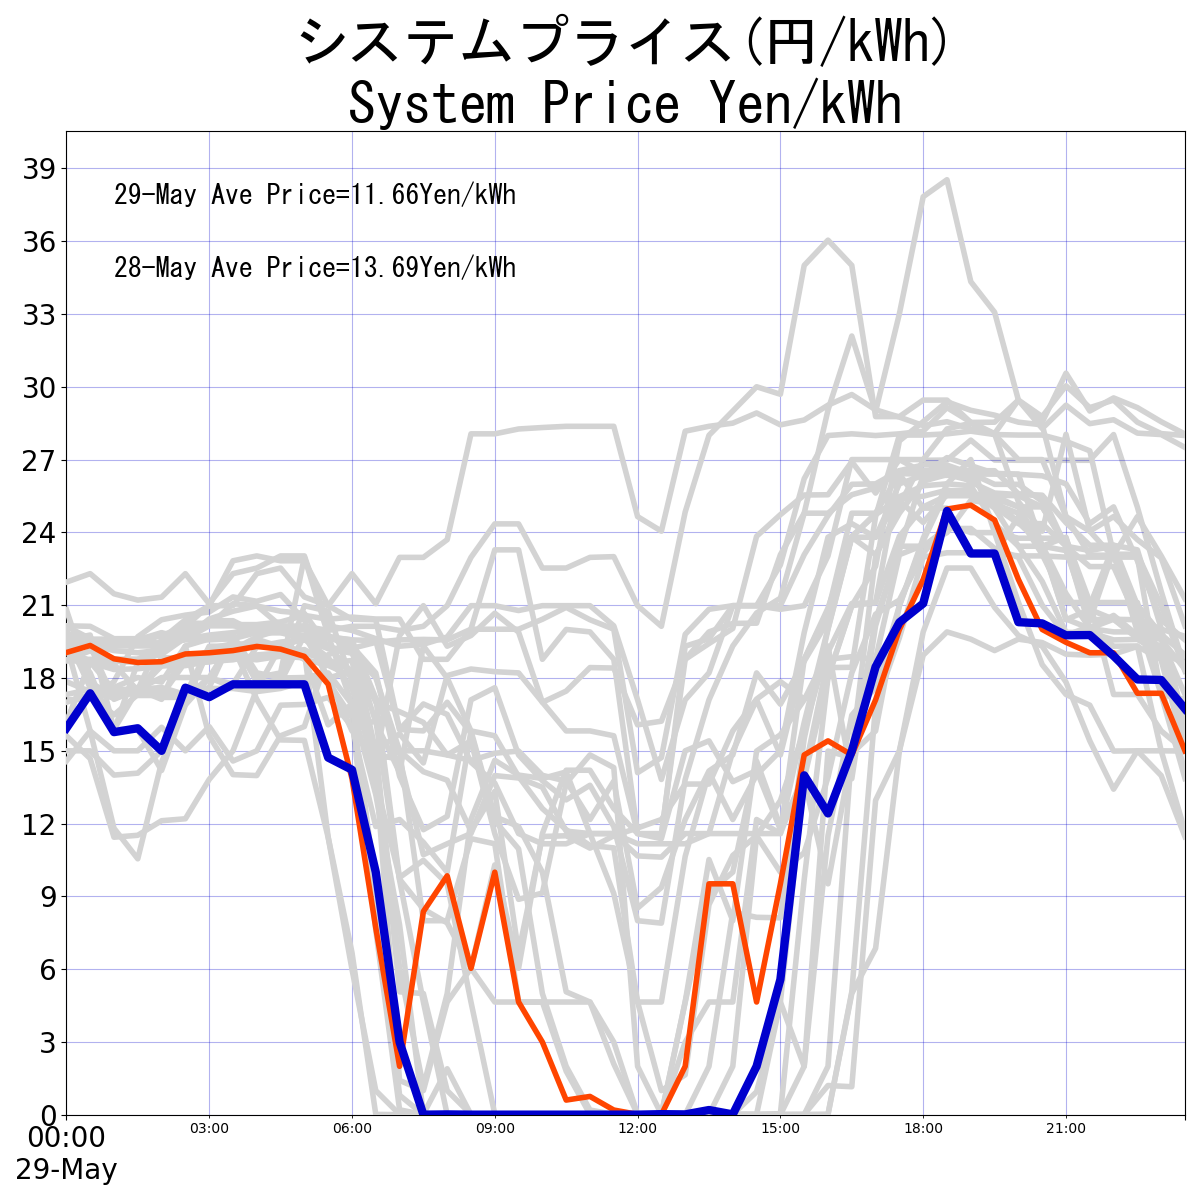 システムプライス(円/kWh)
System Price Yen/kWh
39
29-May Ave Price=11.66Yen/kWh
36
28-May Ave Price=13.69Yen/kWh
33
30
27
24
21
18
15
12
9
6
3
0
00:00 03:00 06:00 09:00 12:00 15:00 18:00 21:00
29-May